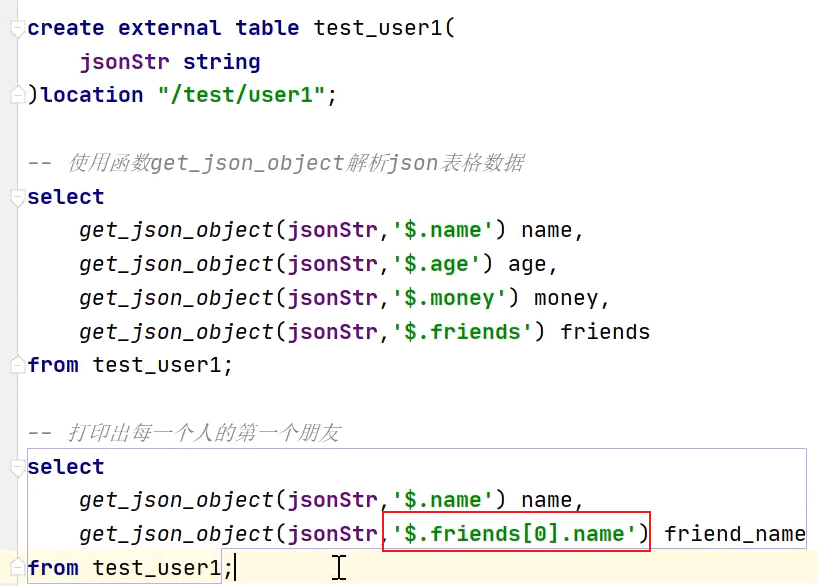 create external table test_user1(
    jsonStr string
)location "/test/user1";
-- 使用函数get_json_object解析json表格数据
select
    get_json_object(jsonStr,'$.name') name,
    get_json_object(jsonStr,'$.age') age,
    get_json_object(jsonStr,'$.money') money,
    get_json_object(jsonStr,'$.friends') friends
from test_user1;
-- 打印出每一个人的第一个朋友
select
    get_json_object(jsonStr,'$.name') name,
    get_json_object(jsonStr,'$.friends[0].name') friend_name
from test_user1;